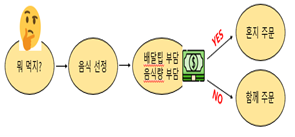 뭐 먹지?
음식 선정
배달팁 부담
음식량 부담
YES
혼자 주문
NO
함께 주문